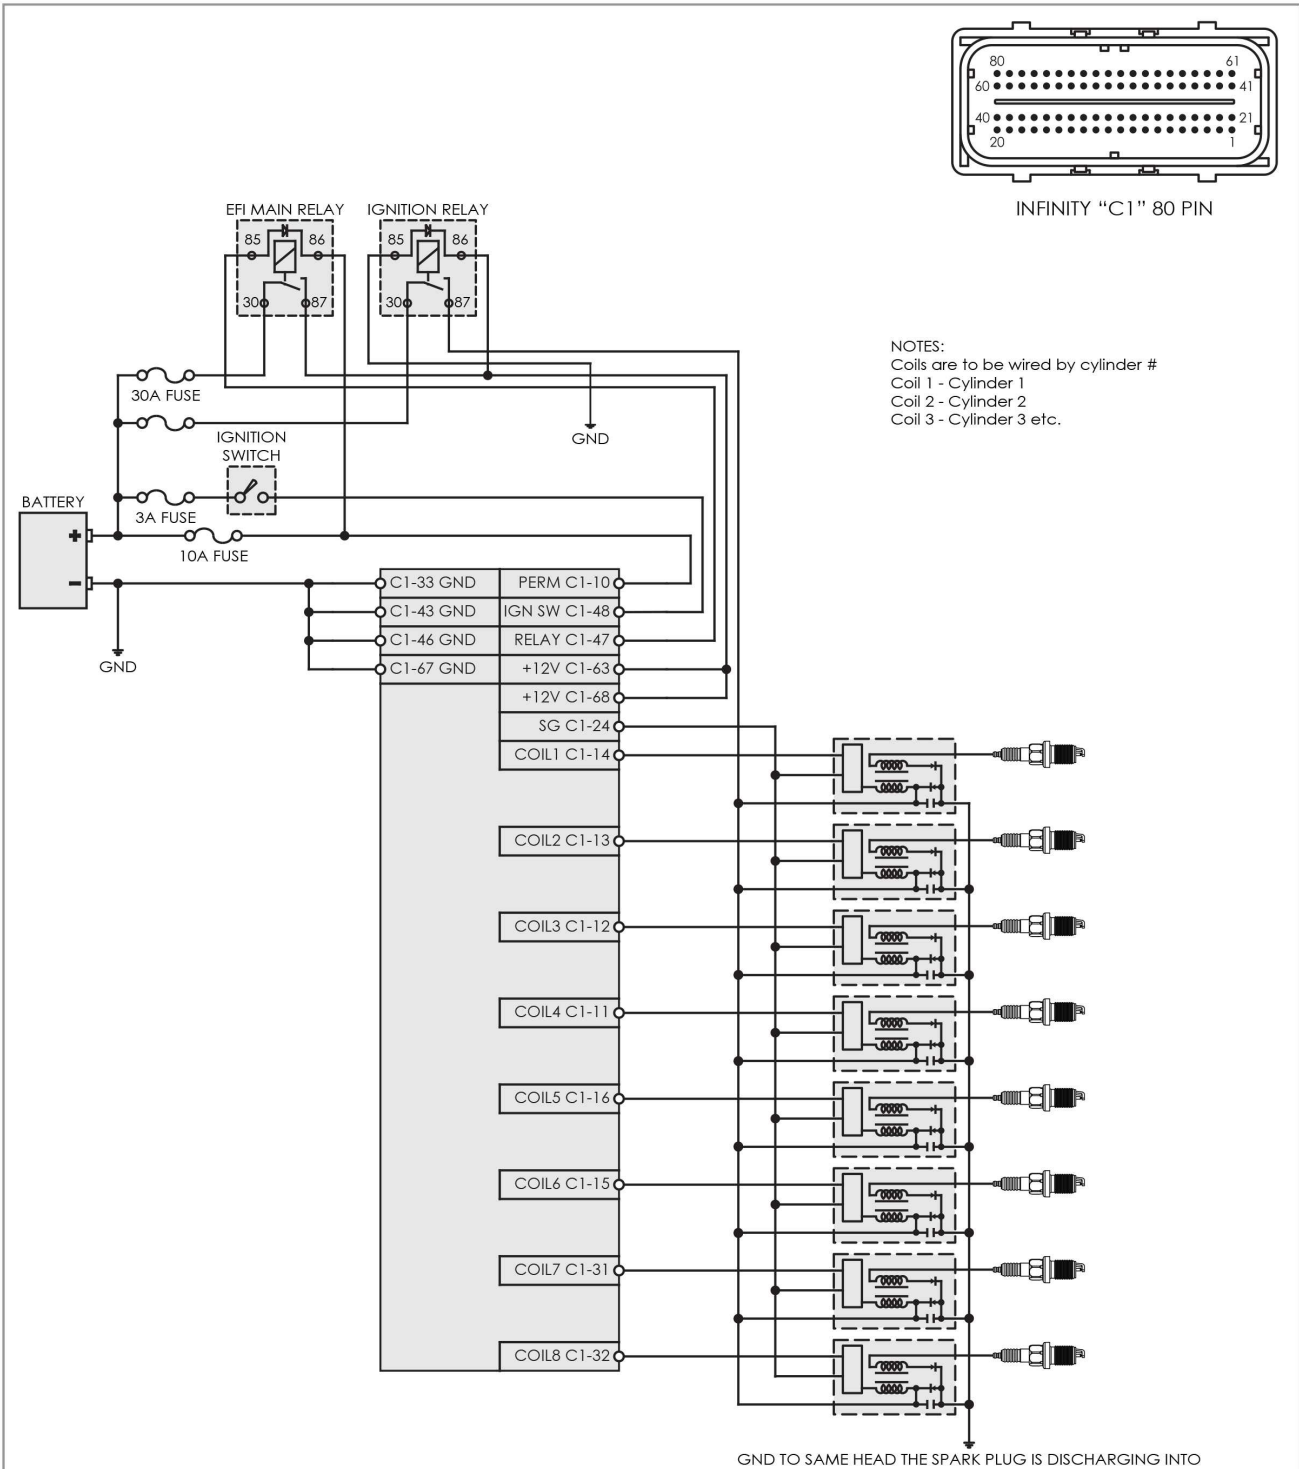 80
61
60
41
40
21
20
1
INFINITY “C1” 80 PIN
EFI MAIN RELAY
IGNITION RELAY
85
86
85
86
30
87
30
87
NOTES:
Coils are to be wired by cylinder #
Coil 1 - Cylinder 1
Coil 2 - Cylinder 2
Coil 3 - Cylinder 3 etc.
30A FUSE
GND
IGNITION
SWITCH
BATTERY
3A FUSE
+
10A FUSE
-
GND
C1-33 GND
PERM C1-10
C1-43 GND
IGN SW C1-48
C1-46 GND
RELAY C1-47
C1-67 GND
+12V C1-63
+12V C1-68
SG C1-24
COIL1 C1-14
COIL2 C1-13
COIL3 C1-12
COIL4 C1-11
COIL5 C1-16
COIL6 C1-15
COIL7 C1-31
COIL8 C1-32
GND TO SAME HEAD THE SPARK PLUG IS DISCHARGING INTO